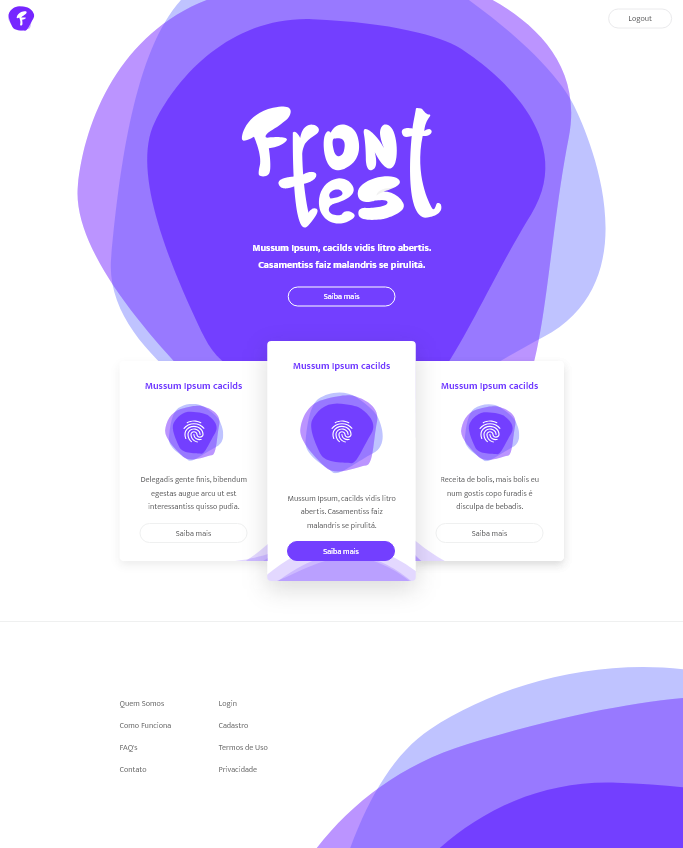 F
Logout
Front
test
Mussum Ipsum, cacilds vidis litro abertis.
Casamentiss faiz malandris se pirulitá.
Saiba mais
Mussum Ipsum cacilds
Delegadis gente finis, bibendum
egestas augue arcu ut est
interessantiss quisso pudia.
Saiba mais
Mussum Ipsum cacilds
Mussum Ipsum, cacilds vidis litro
abertis. Casamentiss faiz
malandris se pirulitá.
Saiba mais
Mussum Ipsum cacilds
Receita de bolis, mais bolis eu
num gostis copo furadis é
disculpa de bebadis.
Saiba mais
Quem Somos
Como Funciona
FAQ's
Contato
Login
Cadastro
Termos de Uso
Privacidade